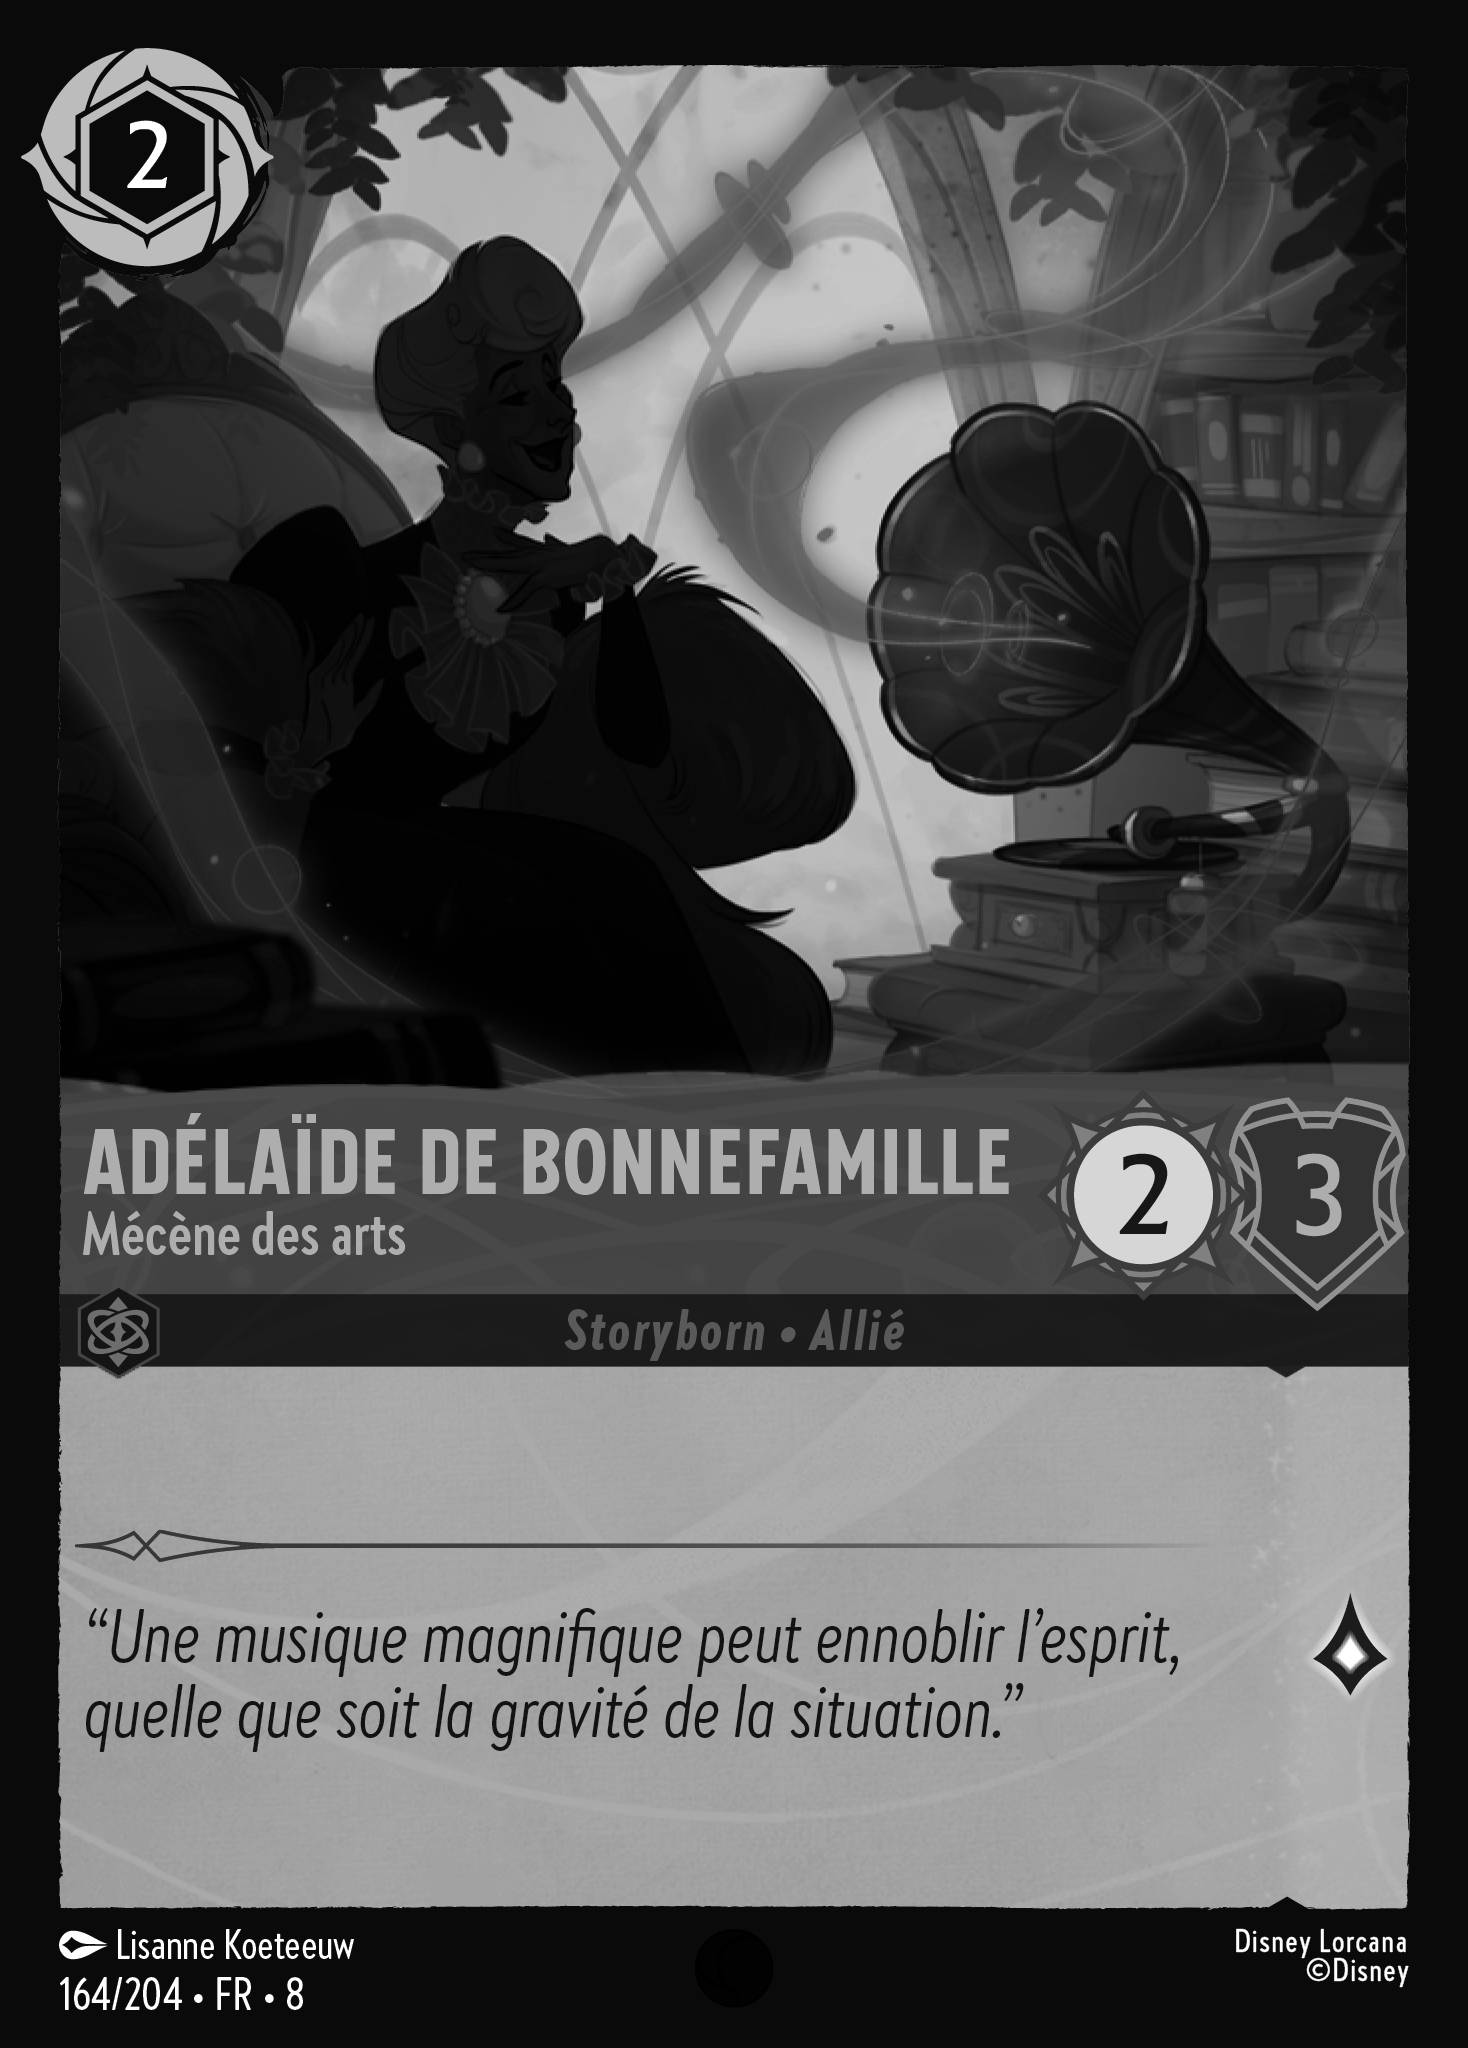 2
ADÉLAÏDE DE BONNEFAMILLE
Mécène des arts
2
3
Storyborn • Allié
“Une musique magnifique peut ennoblir l’esprit,
quelle que soit la gravité de la situation.”
Lisanne Koeteeuw
164/204 • FR • 8
Disney Lorcana
©Disney